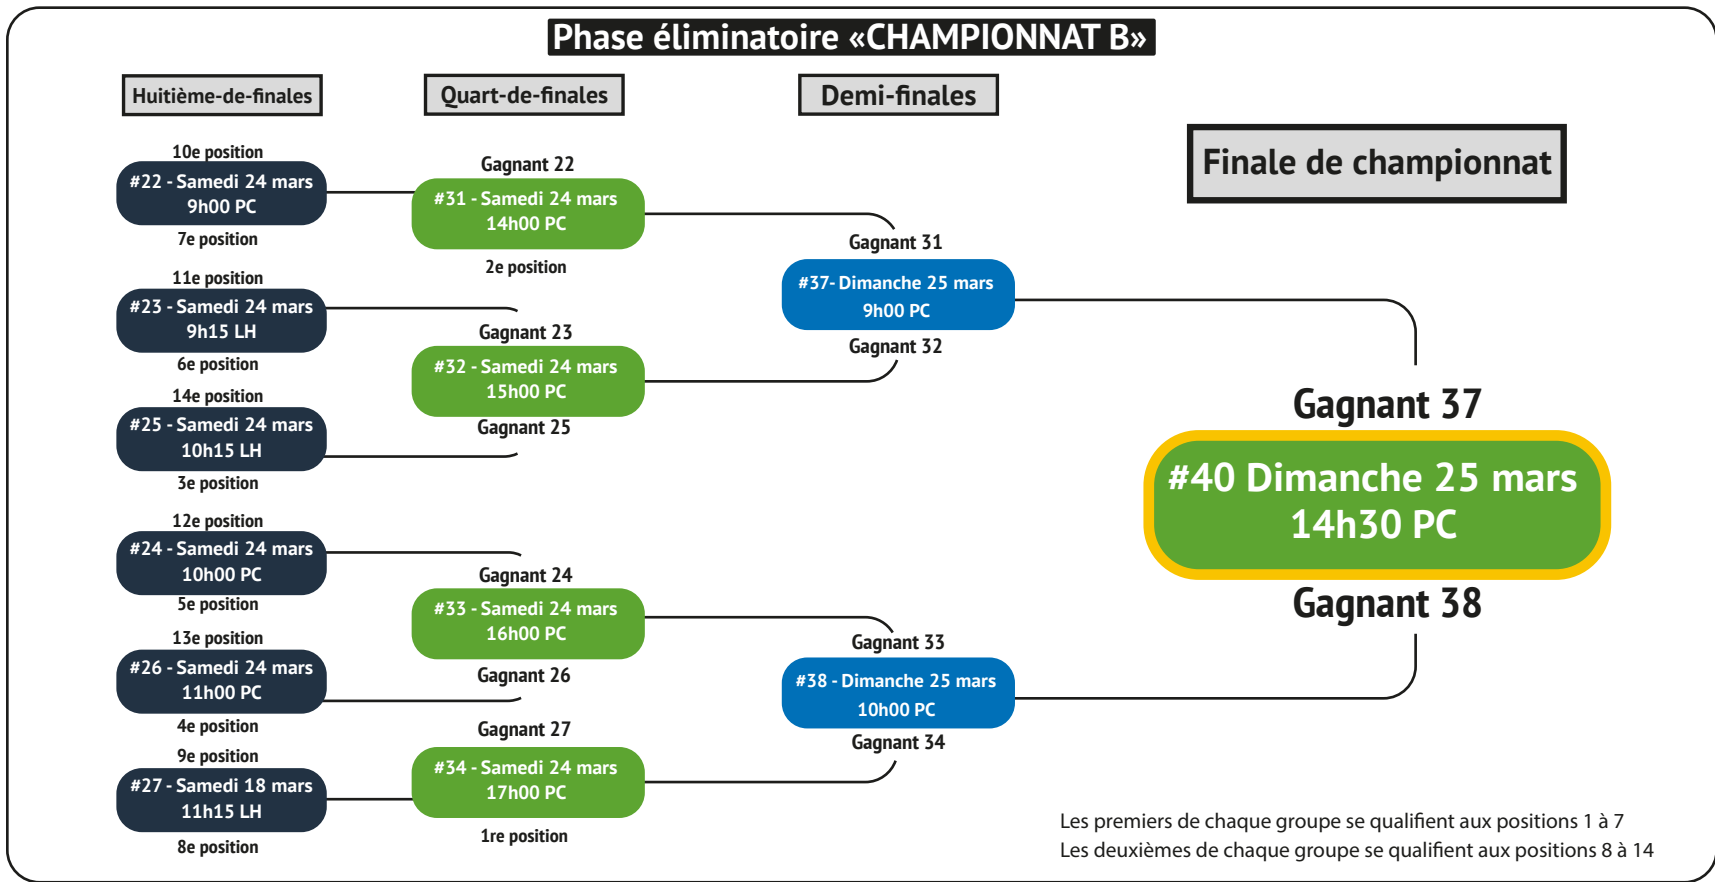 Phase éliminatoire «CHAMPIONNAT B»
Huitième-de-finales
10e position
#22 - Samedi 24 mars
9h00 PC
7e position
11e position
#23 - Samedi 24 mars
9h15 LH
6e position
14e position
#25 - Samedi 24 mars
10h15 LH
3e position
12e position
#24 - Samedi 24 mars
10h00 PC
5e position
13e position
#26 - Samedi 24 mars
11h00 PC
4e position
9e position
#27 - Samedi 18 mars
11h15 LH
8e position
Quart-de-finales
Gagnant 22
#31 - Samedi 24 mars
14h00 PC
2e position
Gagnant 23
#32 - Samedi 24 mars
15h00 PC
Gagnant 25
Gagnant 24
#33 - Samedi 24 mars
16h00 PC
Gagnant 26
Gagnant 27
#34 - Samedi 24 mars
17h00 PC
1re position
Demi-finales
Gagnant 31
#37- Dimanche 25 mars
9h00 PC
Gagnant 32
Gagnant 33
#38 - Dimanche 25 mars
10h00 PC
Gagnant 34
Finale de championnat
Gagnant 37
#40 Dimanche 25 mars
14h30 PC
Gagnant 38
Les premiers de chaque groupe se qualifient aux positions 1 à 7
Les deuxièmes de chaque groupe se qualifient aux positions 8 à 14